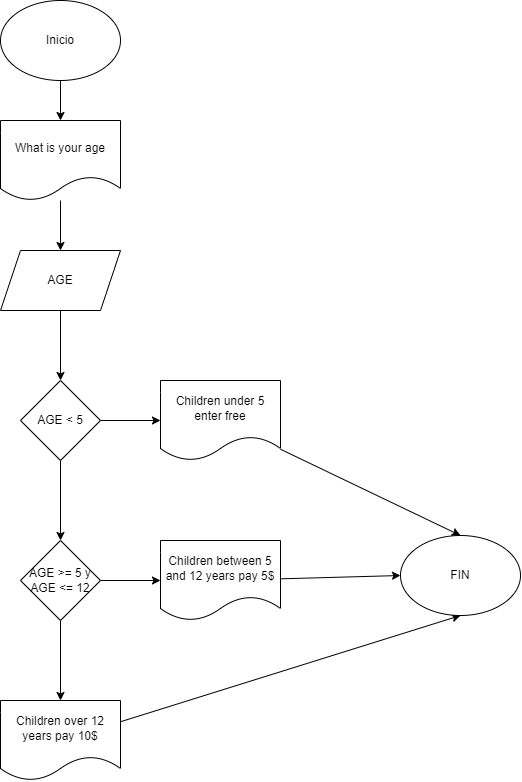 Inicio
What is your age
AGE
AGE < 5
Children under 5
enter free
AGE >= 5 y
AGE <= 12
Children between 5
and 12 years pay 5$
FIN
Children over 12
years pay 10$